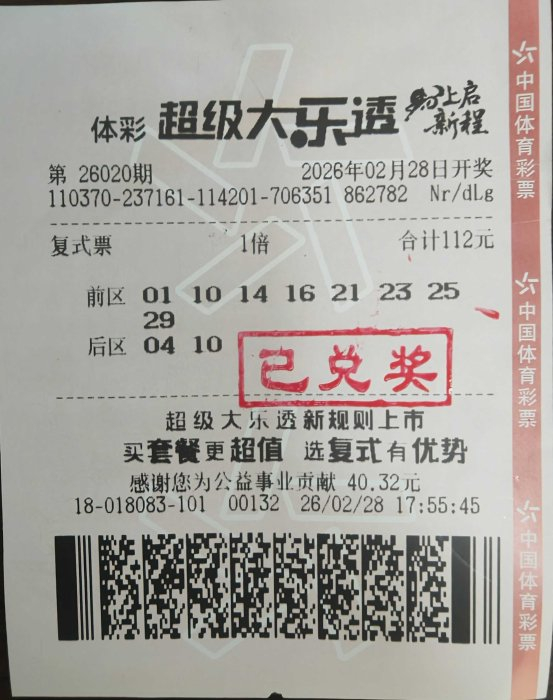 体彩 超级大乐透 马上启
新程
第 26020期 2026年02月28日开奖
110370-237161-114201-706351 862782 Nr/dLg
复式票 1倍 合计112元
前区 01 10 14 16 21 23 25
29
后区 04 10
已兑奖
超级大乐透新规则上市
买套餐更超值 选复式有优势
感谢您为公益事业贡献 40.32元
18-018083-101 00132 26/02/28 17:55:45
中国体育彩票
中国体育彩票
中国体育彩票